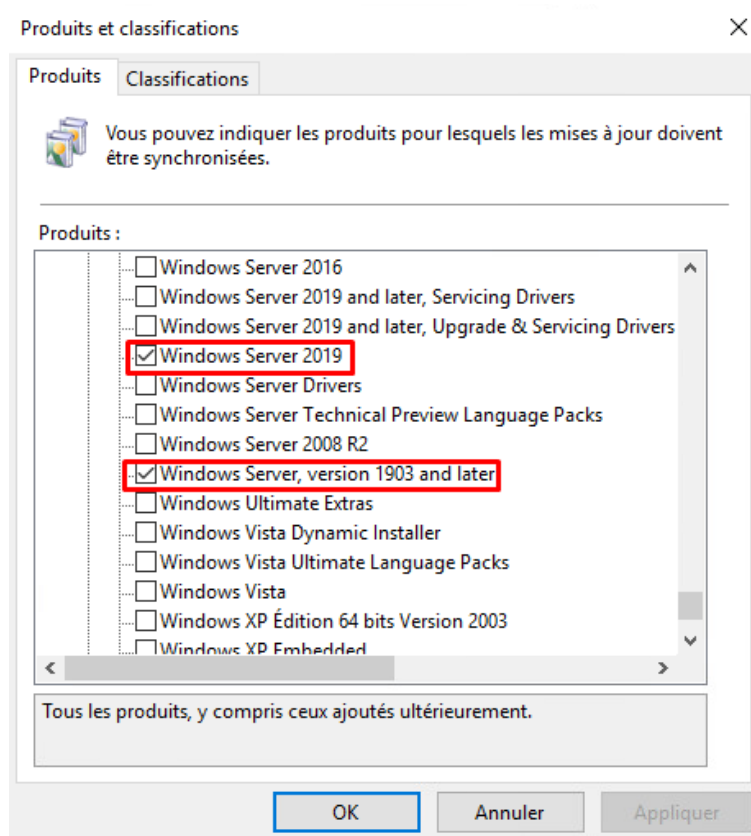 Produits et classifications
Produits
Classifications
Vous pouvez indiquer les produits pour lesquels les mises à jour doivent
être synchronisées.
Produits :
Windows Server 2016
Windows Server 2019 and later, Servicing Drivers
Windows Server 2019 and later, Upgrade & Servicing Drivers
Windows Server 2019
Windows Server Drivers
Windows Server Technical Preview Language Packs
Windows Server 2008 R2
Windows Server, version 1903 and later
Windows Ultimate Extras
Windows Vista Dynamic Installer
Windows Vista Ultimate Language Packs
Windows Vista
Windows XP Édition 64 bits Version 2003
Windows XP Embedded
Tous les produits, y compris ceux ajoutés ultérieurement.
OK
Annuler
Appliquer